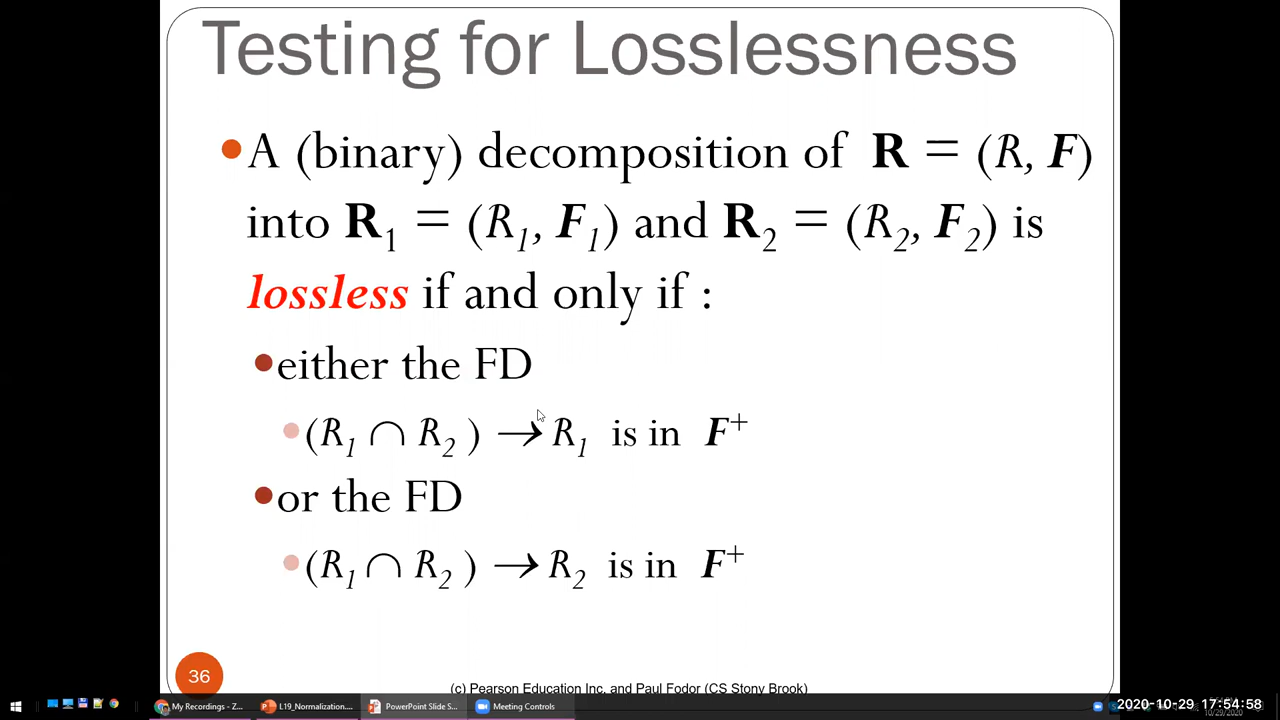 Testing for Losslessness
•A (binary) decomposition of R = (R, F)
into R₁ = (R₁, F₁) and R₂ = (R₂, F₂) is
lossless if and only if :
•either the FD
•(R₁ ∩ R₂ ) → R₁ is in F⁺
•or the FD
•(R₁ ∩ R₂ ) → R₂ is in F⁺
36
(c) Pearson Education Inc. and Paul Fodor (CS Stony Brook)
My Recordings - Z...
L19_Normalization....
PowerPoint Slide S...
Meeting Controls
2020-10-29 17:54:58